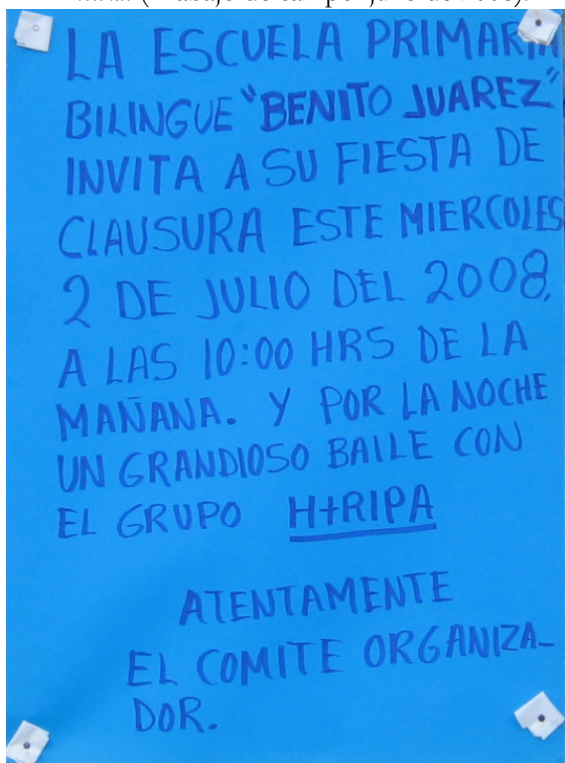 LA ESCUELA PRIMARIA
BILINGUE "BENITO JUAREZ"
INVITA A SU FIESTA DE
CLAUSURA ESTE MIERCOLES
2 DE JULIO DEL 2008,
A LAS 10:00 HRS DE LA
MAÑANA. Y POR LA NOCHE
UN GRANDIOSO BAILE CON
EL GRUPO H+RIPA
ATENTAMENTE
EL COMITE ORGANIZA-
DOR.